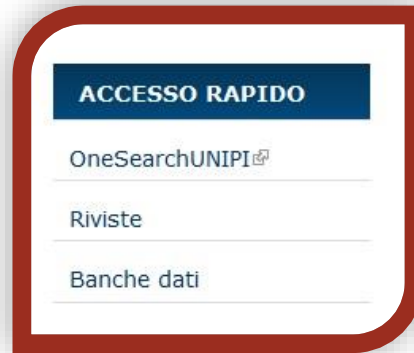 ACCESSO RAPIDO
OneSearchUNIPI
Riviste
Banche dati